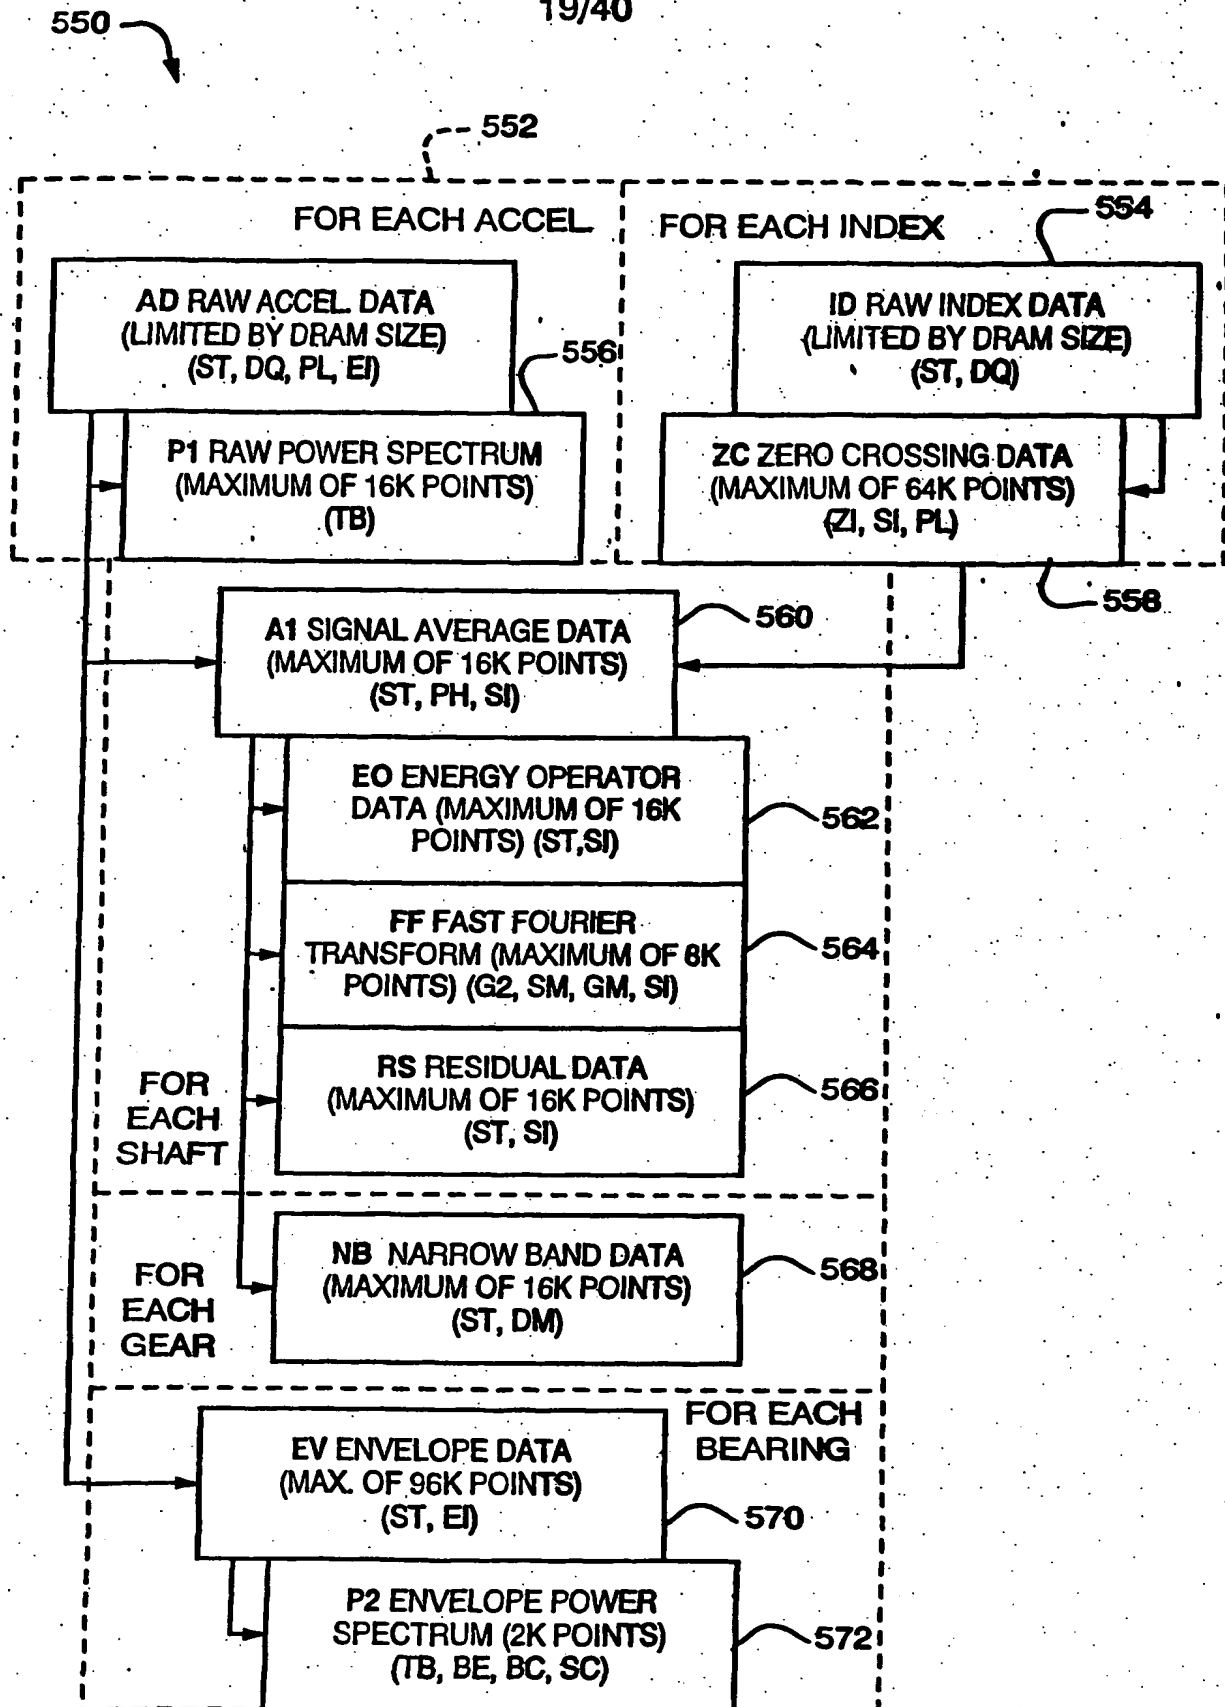 19/40
550
552
FOR EACH ACCEL
FOR EACH INDEX
554
AD RAW ACCEL. DATA
(LIMITED BY DRAM SIZE)
(ST, DQ, PL, EI)
ID RAW INDEX DATA
(LIMITED BY DRAM SIZE)
(ST, DQ)
556
P1 RAW POWER SPECTRUM
(MAXIMUM OF 16K POINTS)
(TB)
ZC ZERO CROSSING DATA
(MAXIMUM OF 64K POINTS)
(ZI, SI, PL)
558
A1 SIGNAL AVERAGE DATA
(MAXIMUM OF 16K POINTS)
(ST, PH, SI)
560
EO ENERGY OPERATOR
DATA (MAXIMUM OF 16K
POINTS) (ST,SI)
562
FF FAST FOURIER
TRANSFORM (MAXIMUM OF 8K
POINTS) (G2, SM, GM, SI)
564
RS RESIDUAL DATA
(MAXIMUM OF 16K POINTS)
(ST, SI)
566
FOR
EACH
SHAFT
NB NARROW BAND DATA
(MAXIMUM OF 16K POINTS)
(ST, DM)
568
FOR
EACH
GEAR
FOR EACH
BEARING
EV ENVELOPE DATA
(MAX. OF 96K POINTS)
(ST, EI)
570
P2 ENVELOPE POWER
SPECTRUM (2K POINTS)
(TB, BE, BC, SC)
572